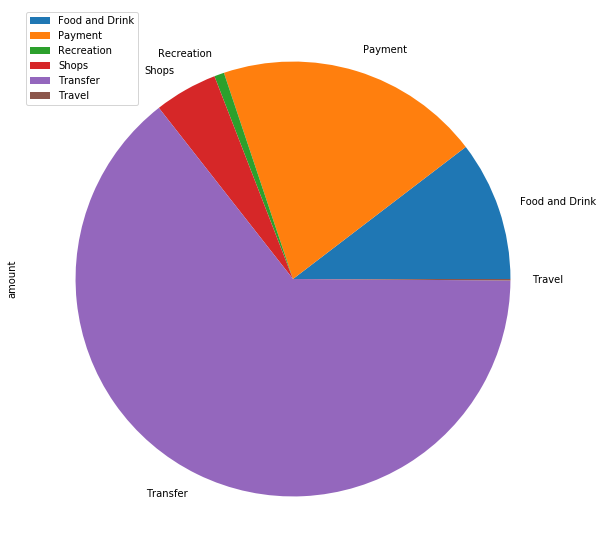 Food and Drink
Payment
Recreation
Shops
Transfer
Travel
Payment
Recreation
Shops
Food and Drink
amount
Travel
Transfer